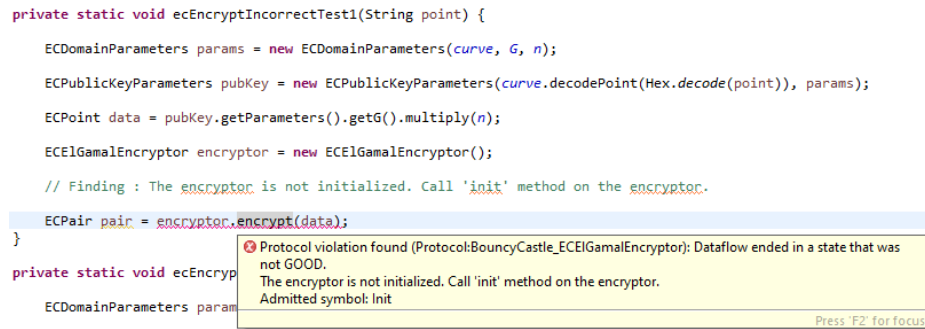 private static void ecEncryptIncorrectTest1(String point) {
ECDomainParameters params = new ECDomainParameters(curve, G, n);
ECPublicKeyParameters pubKey = new ECPublicKeyParameters(curve.decodePoint(Hex.decode(point)), params);
ECPoint data = pubKey.getParameters().getG().multiply(n);
ECElGamalEncryptor encryptor = new ECElGamalEncryptor();
// Finding : The encryptor is not initialized. Call 'init' method on the encryptor.
ECPair pair = encryptor.encrypt(data);
}
Protocol violation found (Protocol:BouncyCastle_ECElGamalEncryptor): Dataflow ended in a state that was
not GOOD.
private static void ecEncryp
The encryptor is not initialized. Call 'init' method on the encryptor.
Admitted symbol: Init
ECDomainParameters param
Press 'F2' for focus